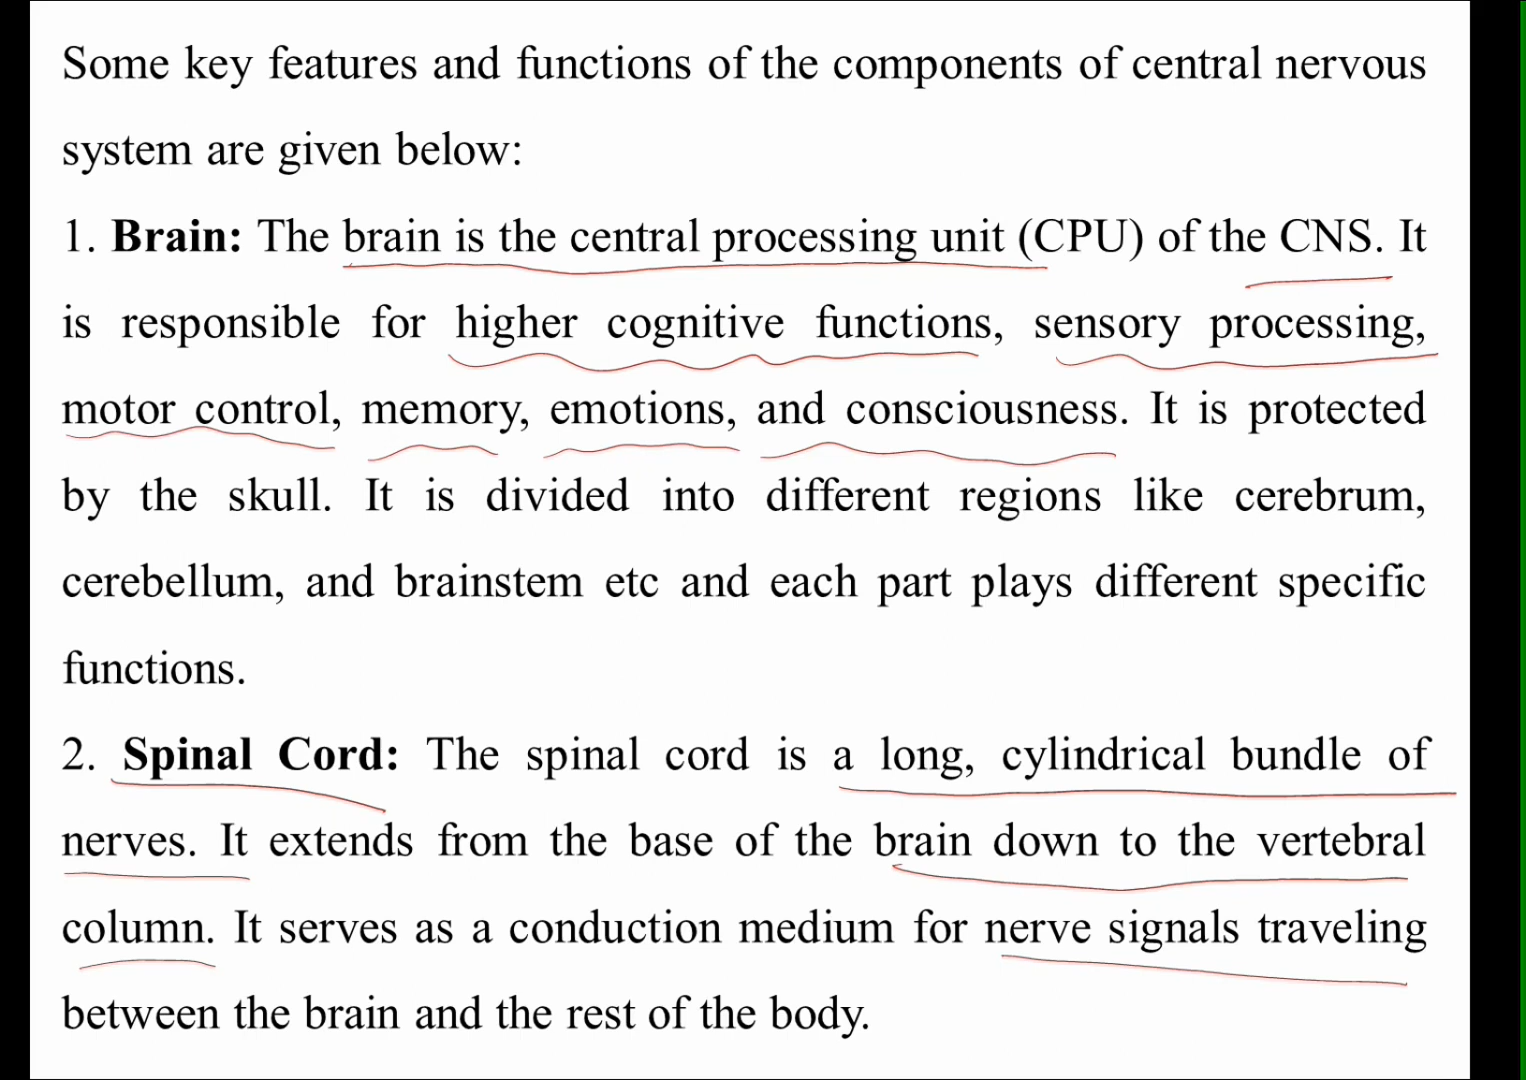 Some key features and functions of the components of central nervous
system are given below:
1. Brain: The brain is the central processing unit (CPU) of the CNS. It
is responsible for higher cognitive functions, sensory processing,
motor control, memory, emotions, and consciousness. It is protected
by the skull. It is divided into different regions like cerebrum,
cerebellum, and brainstem etc and each part plays different specific
functions.
2. Spinal Cord: The spinal cord is a long, cylindrical bundle of
nerves. It extends from the base of the brain down to the vertebral
column. It serves as a conduction medium for nerve signals traveling
between the brain and the rest of the body.